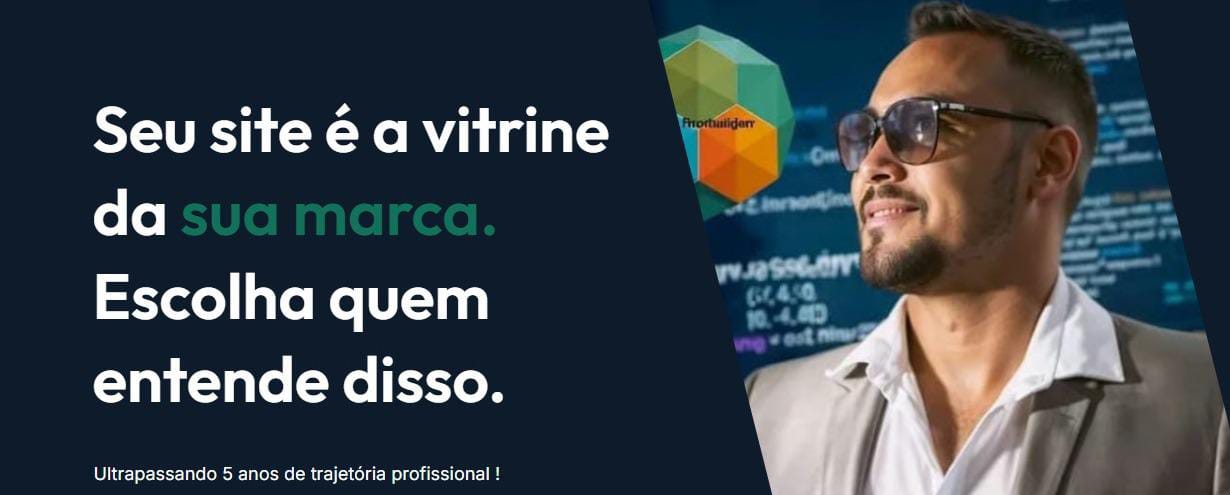 Seu site é a vitrine
da sua marca.
Escolha quem
entende disso.
Ultrapassando 5 anos de trajetória profissional !